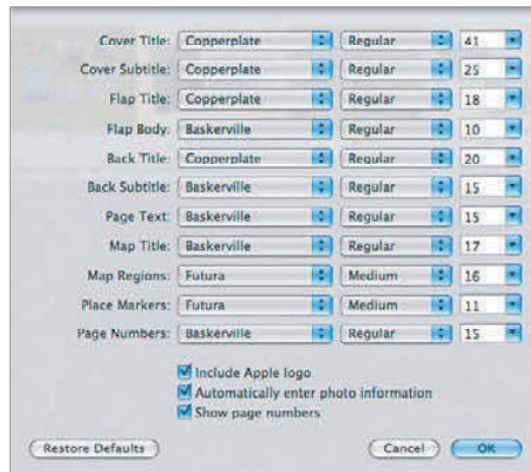 Cover Title: Copperplate Regular 41
Cover Subtitle: Copperplate Regular 25
Flap Title: Copperplate Regular 18
Flap Body: Baskerville Regular 10
Back Title: Copperplate Regular 20
Back Subtitle: Baskerville Regular 15
Page Text: Baskerville Regular 15
Map Title: Baskerville Regular 17
Map Regions: Futura Medium 16
Place Markers: Futura Medium 11
Page Numbers: Baskerville Regular 15
Include Apple logo
Automatically enter photo information
Show page numbers
Restore Defaults Cancel OK